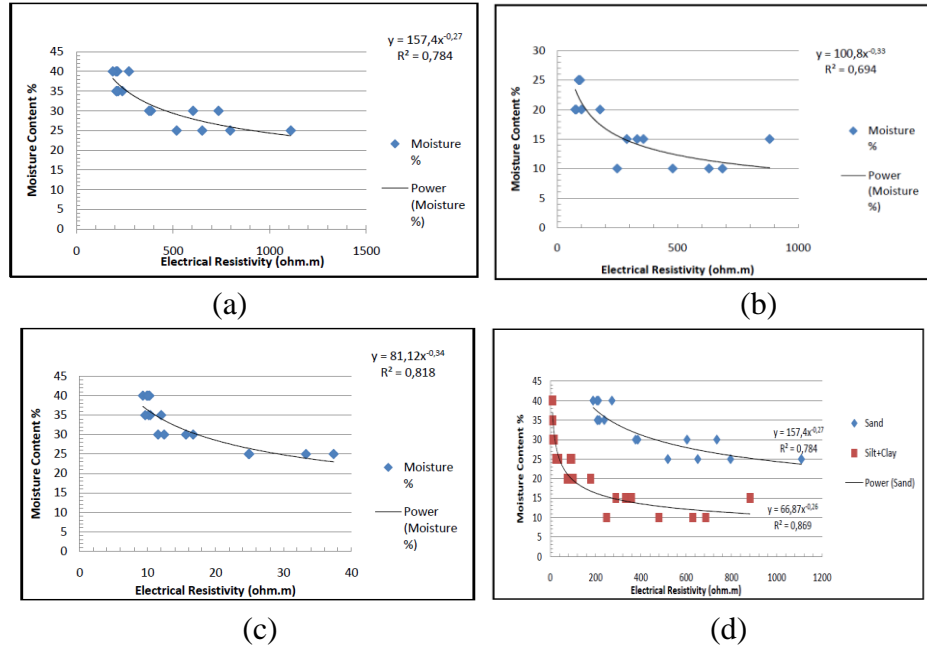 y = 157,4x-0,27
R² = 0,784
Moisture Content %
45
40
35
30
25
20
15
10
5
0
0 500 1000 1500
Electrical Resistivity (ohm.m)
Moisture
%
Power
(Moisture
%)
(a)
y = 100,8x-0,33
R² = 0,694
Moisture Content %
30
25
20
15
10
5
0
0 500 1000
Electrical Resistivity (ohm.m)
Moisture
%
Power
(Moisture
%)
(b)
y = 81,12x-0,34
R² = 0,818
Moisture Content %
45
40
35
30
25
20
15
10
5
0
0 10 20 30 40
Electrical Resistivity (ohm.m)
Moisture
%
Power
(Moisture
%)
(c)
Moisture Content %
45
40
35
30
25
20
15
10
5
0
0 200 400 600 800 1000 1200
Electrical Resistivity (ohm.m)
y = 157,4x-0,27
R² = 0,784
y = 66,87x-0,26
R² = 0,869
Sand
Silt+Clay
Power (Sand)
(d)